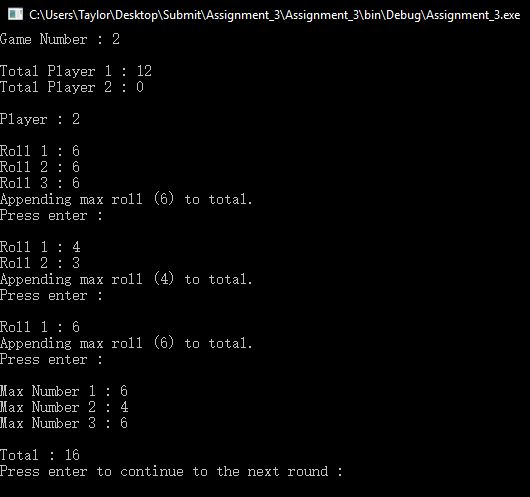 C:\Users\Taylor\Desktop\Submit\Assignment_3\Assignment_3\bin\Debug\Assignment_3.exe
Game Number : 2
Total Player 1 : 12
Total Player 2 : 0
Player : 2
Roll 1 : 6
Roll 2 : 6
Roll 3 : 6
Appending max roll (6) to total.
Press enter :
Roll 1 : 4
Roll 2 : 3
Appending max roll (4) to total.
Press enter :
Roll 1 : 6
Appending max roll (6) to total.
Press enter :
Max Number 1 : 6
Max Number 2 : 4
Max Number 3 : 6
Total : 16
Press enter to continue to the next round :